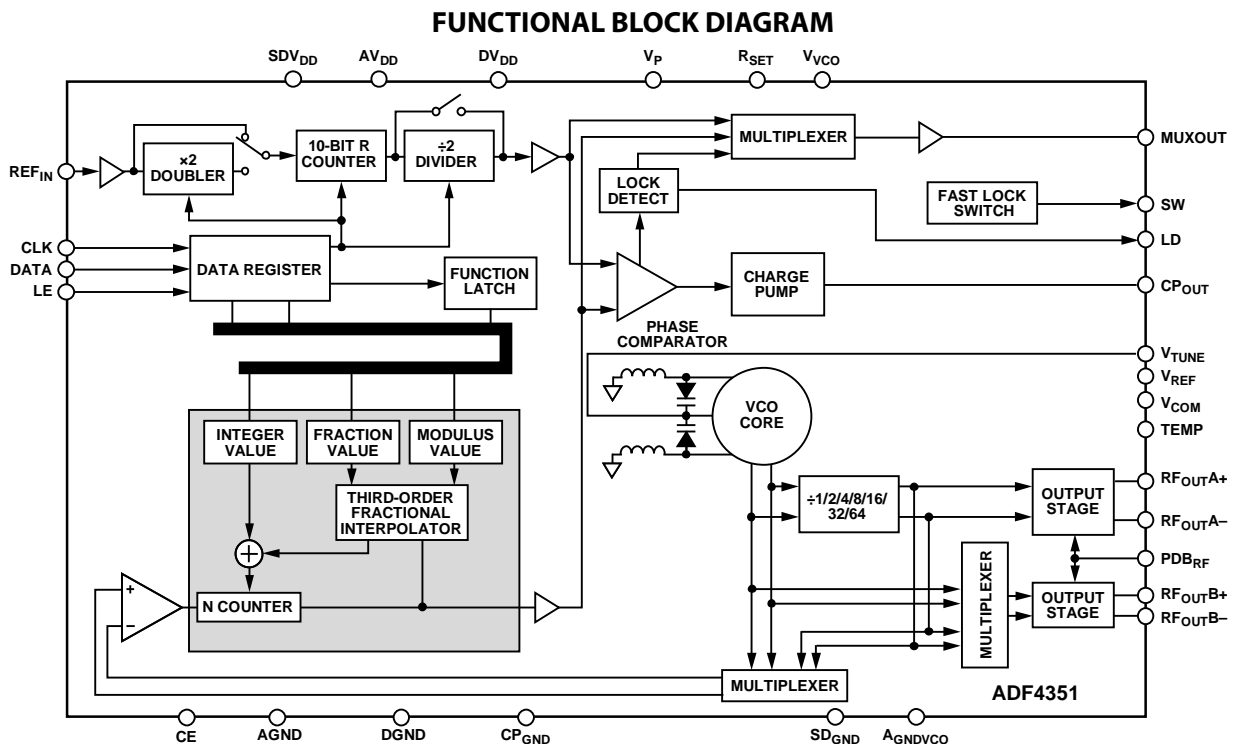 FUNCTIONAL BLOCK DIAGRAM
SDVDD
AVDD
DVDD
VP
RSET
VVCO
REFIN
×2
DOUBLER
10-BIT R
COUNTER
÷2
DIVIDER
MULTIPLEXER
MUXOUT
LOCK
DETECT
FAST LOCK
SWITCH
SW
LD
CLK
DATA
LE
DATA REGISTER
FUNCTION
LATCH
CHARGE
PUMP
CPOUT
PHASE
COMPARATOR
VTUNE
VREF
VCOM
TEMP
VCO
CORE
INTEGER
VALUE
FRACTION
VALUE
MODULUS
VALUE
THIRD-ORDER
FRACTIONAL
INTERPOLATOR
+
÷1/2/4/8/16/
32/64
OUTPUT
STAGE
RFOUTA+
RFOUTA–
PDBRF
MULTIPLEXER
OUTPUT
STAGE
RFOUTB+
RFOUTB–
+
–
N COUNTER
MULTIPLEXER
ADF4351
CE
AGND
DGND
CPGND
SDGND
AGNDVCO